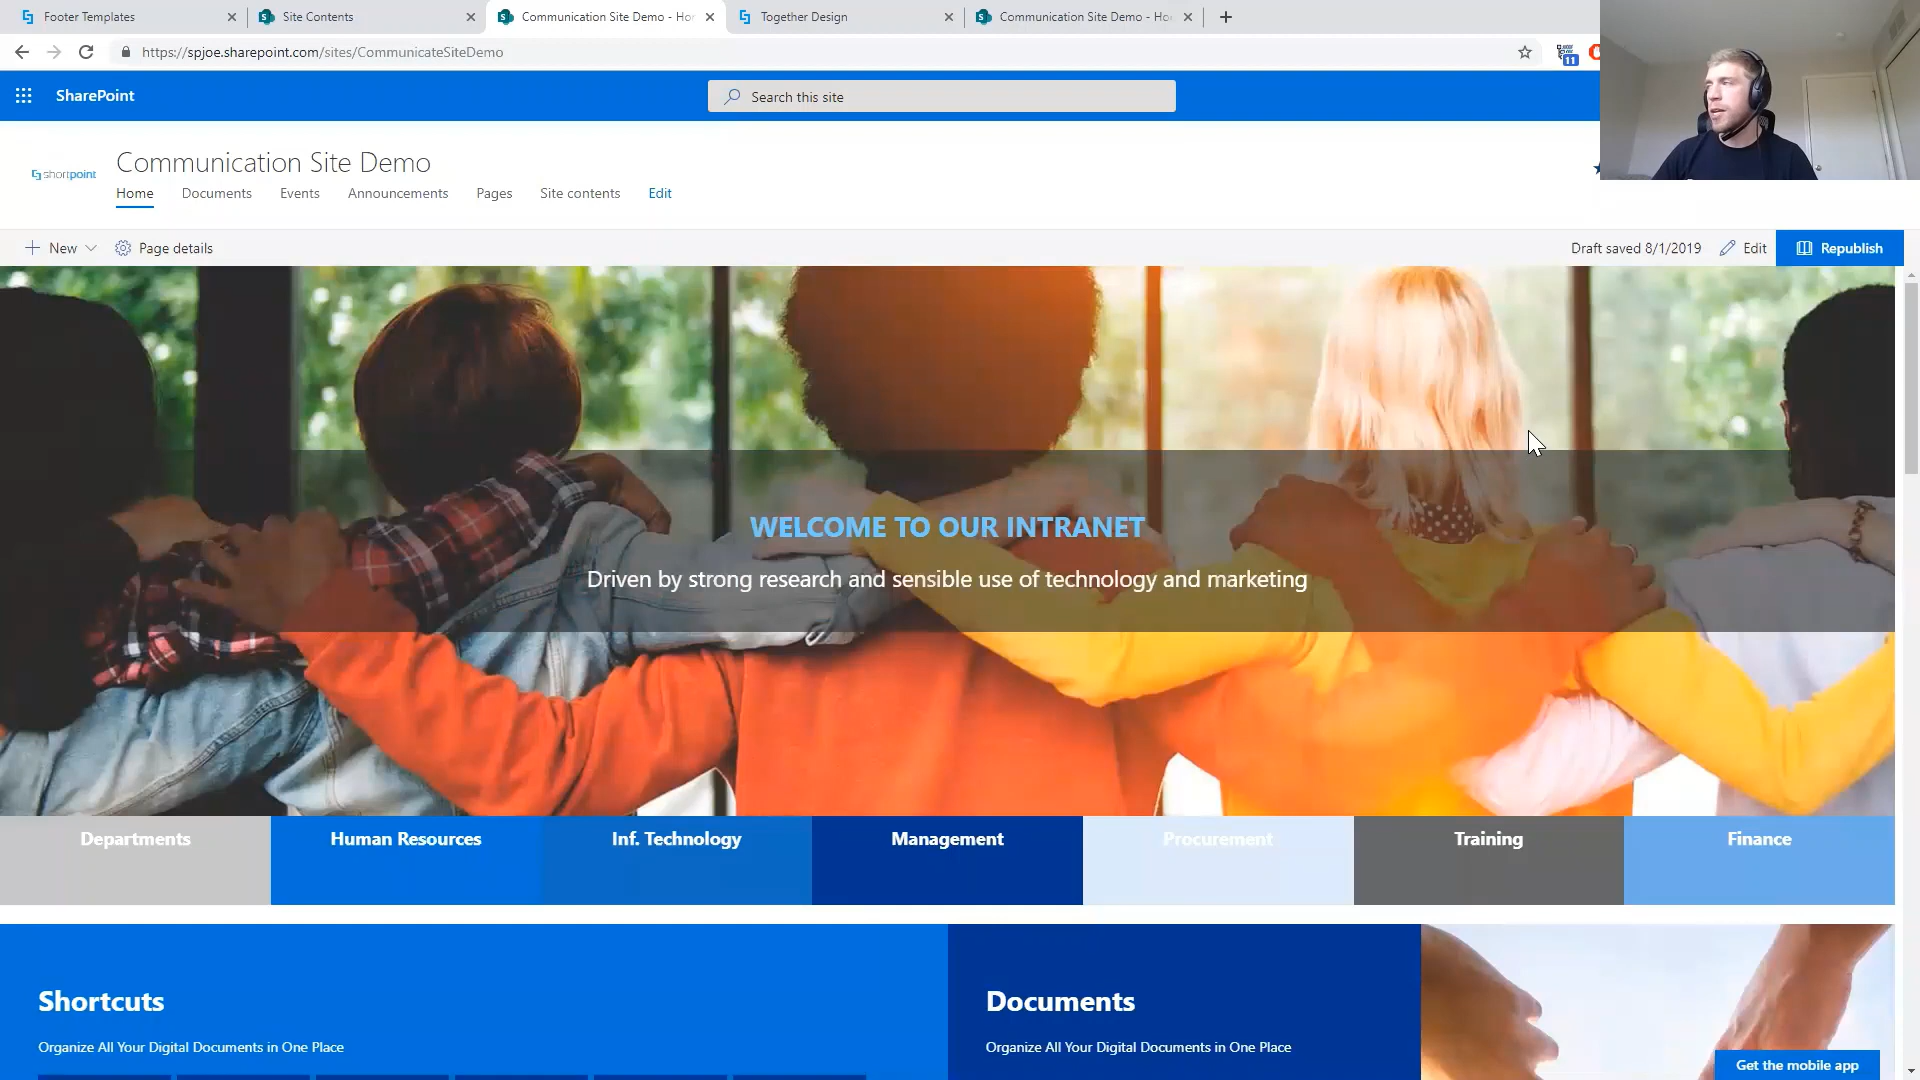 Footer Templates
Site Contents
Communication Site Demo - Ho
Together Design
Communication Site Demo - Ho
https://spjoe.sharepoint.com/sites/CommunicateSiteDemo
11
SharePoint
Search this site
shortpoint
Communication Site Demo
Home Documents Events Announcements Pages Site contents Edit
New Page details Draft saved 8/1/2019 Edit Republish
WELCOME TO OUR INTRANET
Driven by strong research and sensible use of technology and marketing
Departments Human Resources Inf. Technology Management Procurement Training Finance
Shortcuts
Organize All Your Digital Documents in One Place
Documents
Organize All Your Digital Documents in One Place
Get the mobile app